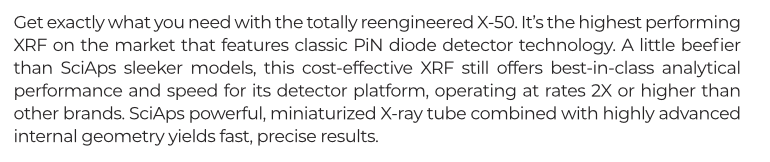 Get exactly what you need with the totally reengineered X-50. It’s the highest performing
XRF on the market that features classic PiN diode detector technology. A little beefier
than SciAps sleeker models, this cost-effective XRF still offers best-in-class analytical
performance and speed for its detector platform, operating at rates 2X or higher than
other brands. SciAps powerful, miniaturized X-ray tube combined with highly advanced
internal geometry yields fast, precise results.